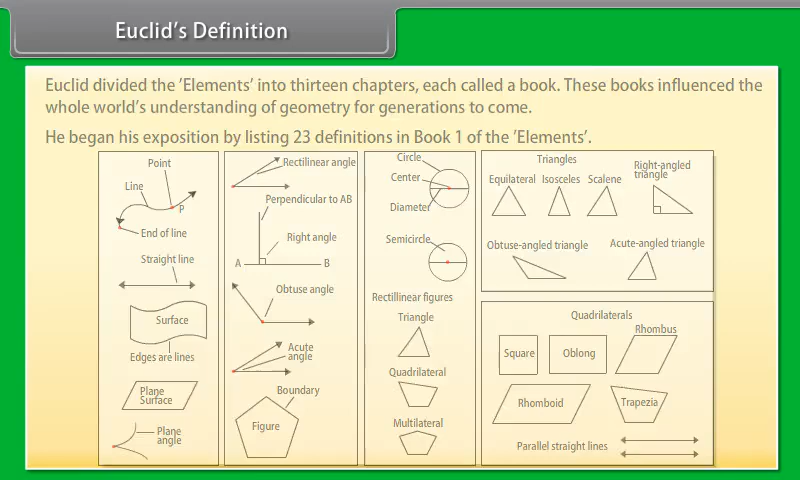 Euclid's Definition
Euclid divided the 'Elements' into thirteen chapters, each called a book. These books influenced the
whole world's understanding of geometry for generations to come.
He began his exposition by listing 23 definitions in Book 1 of the 'Elements'.
Point
Line
P
End of line
Straight line
Surface
Edges are lines
Plane
Surface
Plane
angle
Rectilinear angle
Perpendicular to AB
Right angle
A
B
Obtuse angle
Acute
angle
Boundary
Figure
Circle
Center
Diameter
Semicircle
Rectillinear figures
Triangle
Quadrilateral
Multilateral
Triangles
Equilateral
Isosceles
Scalene
Right-angled
triangle
Obtuse-angled triangle
Acute-angled triangle
Quadrilaterals
Rhombus
Square
Oblong
Rhomboid
Trapezia
Parallel straight lines